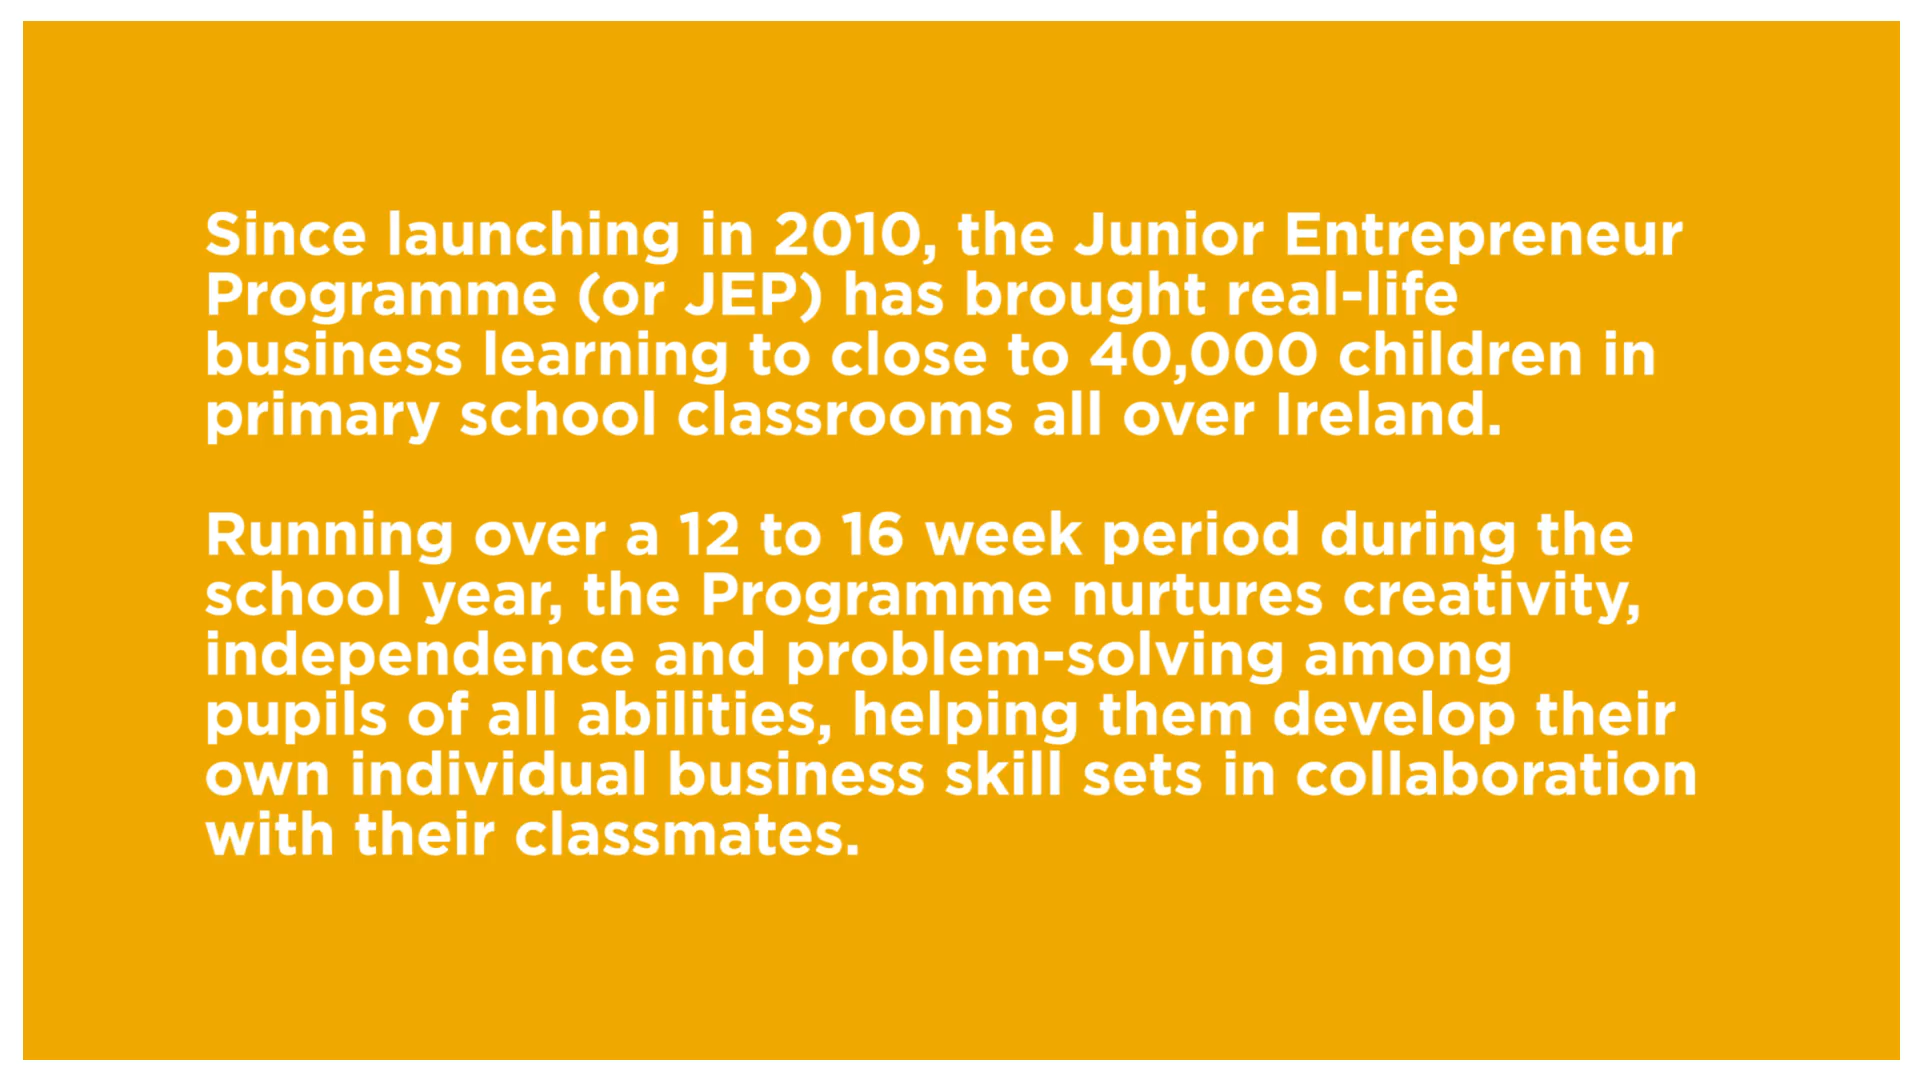 Since launching in 2010, the Junior Entrepreneur
Programme (or JEP) has brought real-life
business learning to close to 40,000 children in
primary school classrooms all over Ireland.
Running over a 12 to 16 week period during the
school year, the Programme nurtures creativity,
independence and problem-solving among
pupils of all abilities, helping them develop their
own individual business skill sets in collaboration
with their classmates.